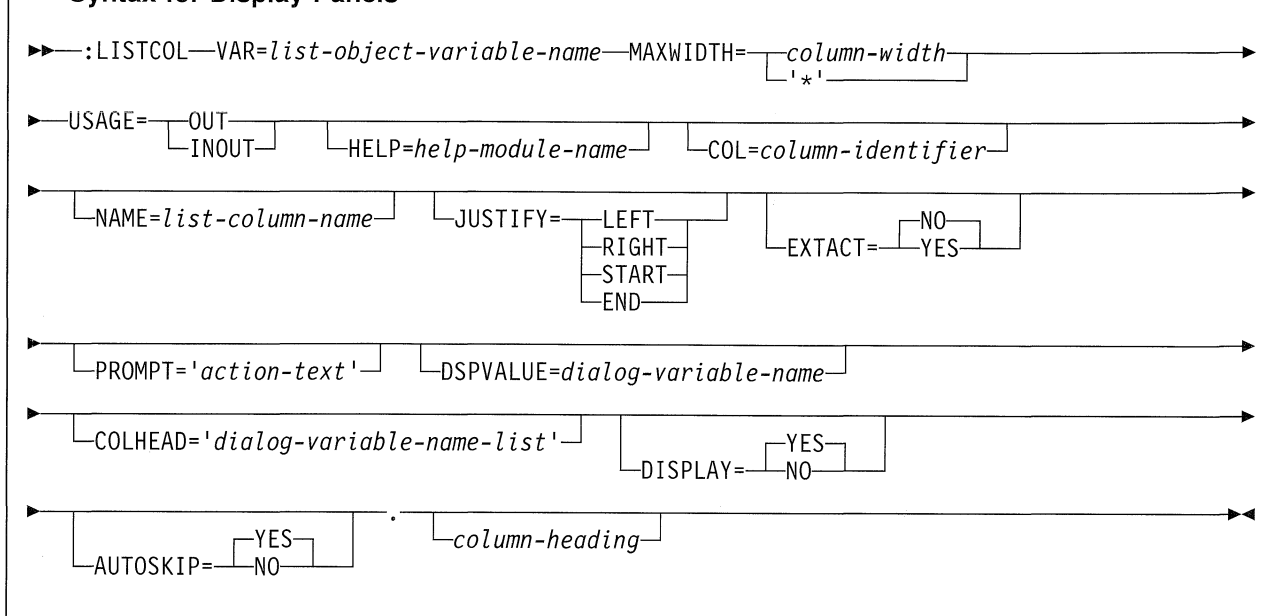 Syntax for Display Panels
:LISTCOL VAR=list-object-variable-name MAXWIDTH= column-width
'*'
USAGE= OUT
INOUT
HELP=help-module-name COL=column-identifier
NAME=list-column-name JUSTIFY= LEFT
RIGHT
START
END
EXTACT= NO
YES
PROMPT='action-text' DSPVALUE=dialog-variable-name
COLHEAD='dialog-variable-name-list'
DISPLAY= YES
NO
AUTOSKIP= YES
NO
. column-heading